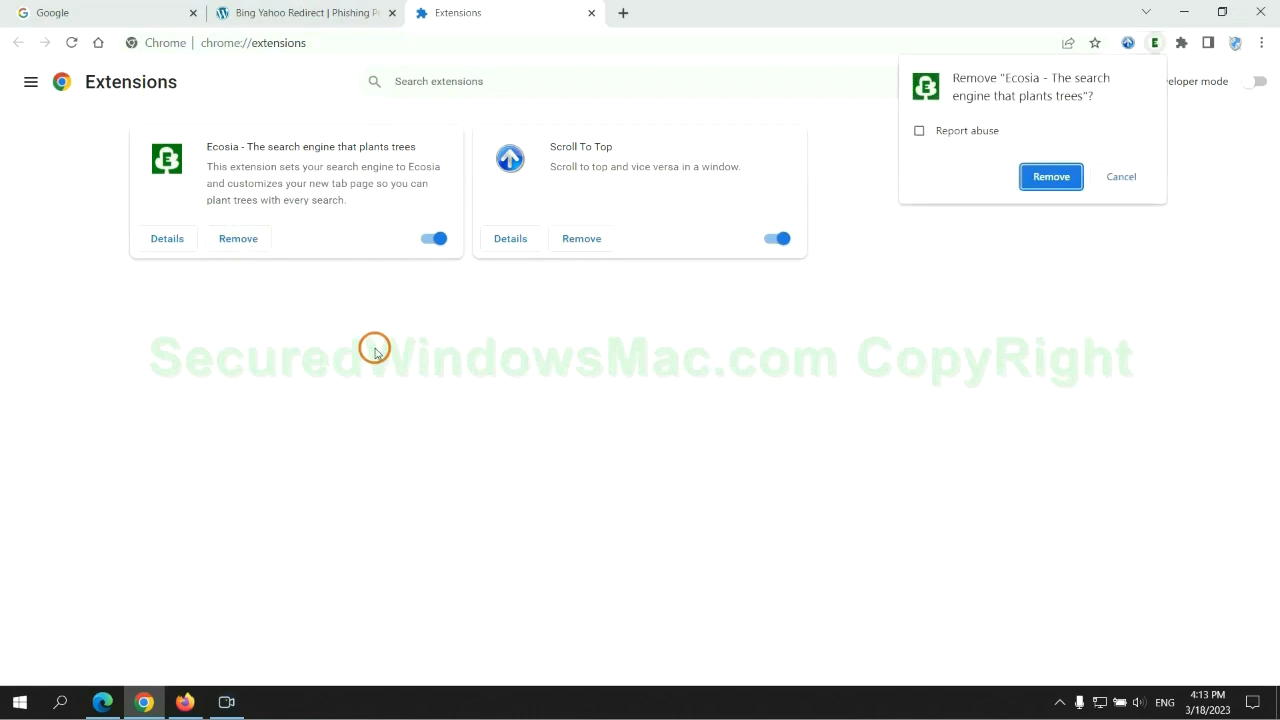 Google
Bing Yahoo Redirect | Phishing P
Extensions
Chrome | chrome://extensions
Extensions
Search extensions
veloper mode
Remove "Ecosia - The search
engine that plants trees"?
Report abuse
Remove
Cancel
Ecosia - The search engine that plants trees
This extension sets your search engine to Ecosia
and customizes your new tab page so you can
plant trees with every search.
Details
Remove
Scroll To Top
Scroll to top and vice versa in a window.
Details
Remove
SecuredWindowsMac.com CopyRight
ENG
4:13 PM
3/18/2023